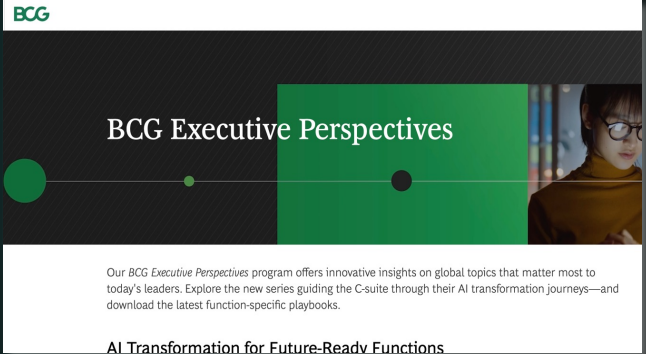 BCG
BCG Executive Perspectives
Our BCG Executive Perspectives program offers innovative insights on global topics that matter most to
today's leaders. Explore the new series guiding the C-suite through their AI transformation journeys—and
download the latest function-specific playbooks.
AI Transformation for Future-Ready Functions